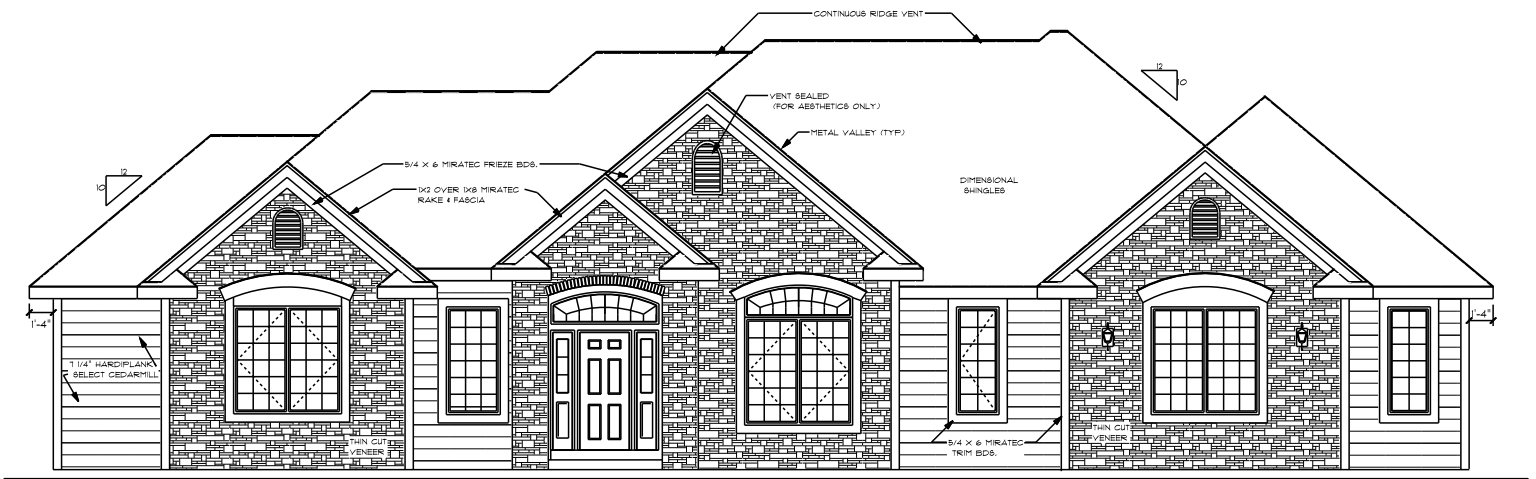 CONTINUOUS RIDGE VENT
12
10
VENT SEALED
(FOR AESTHETICS ONLY)
METAL VALLEY (TYP)
5/4 X 6 MIRATEC FRIEZE BDS.
12
10
1X2 OVER 1X8 MIRATEC
RAKE & FASCIA
DIMENSIONAL
SHINGLES
1'-4"
1'-4"
7 1/4" HARDIPLANK
SELECT CEDARMILL
THIN CUT
VENEER
5/4 X 6 MIRATEC
TRIM BDS.
THIN CUT
VENEER